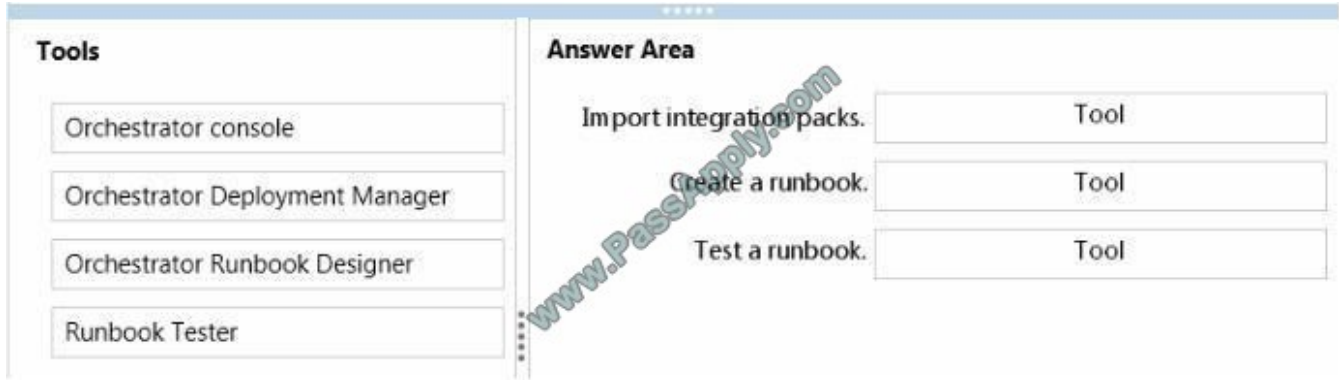 Tools
Orchestrator console
Orchestrator Deployment Manager
Orchestrator Runbook Designer
Runbook Tester
Answer Area
Import integration packs. Tool
Create a runbook. Tool
Test a runbook. Tool
www.PassApply.com